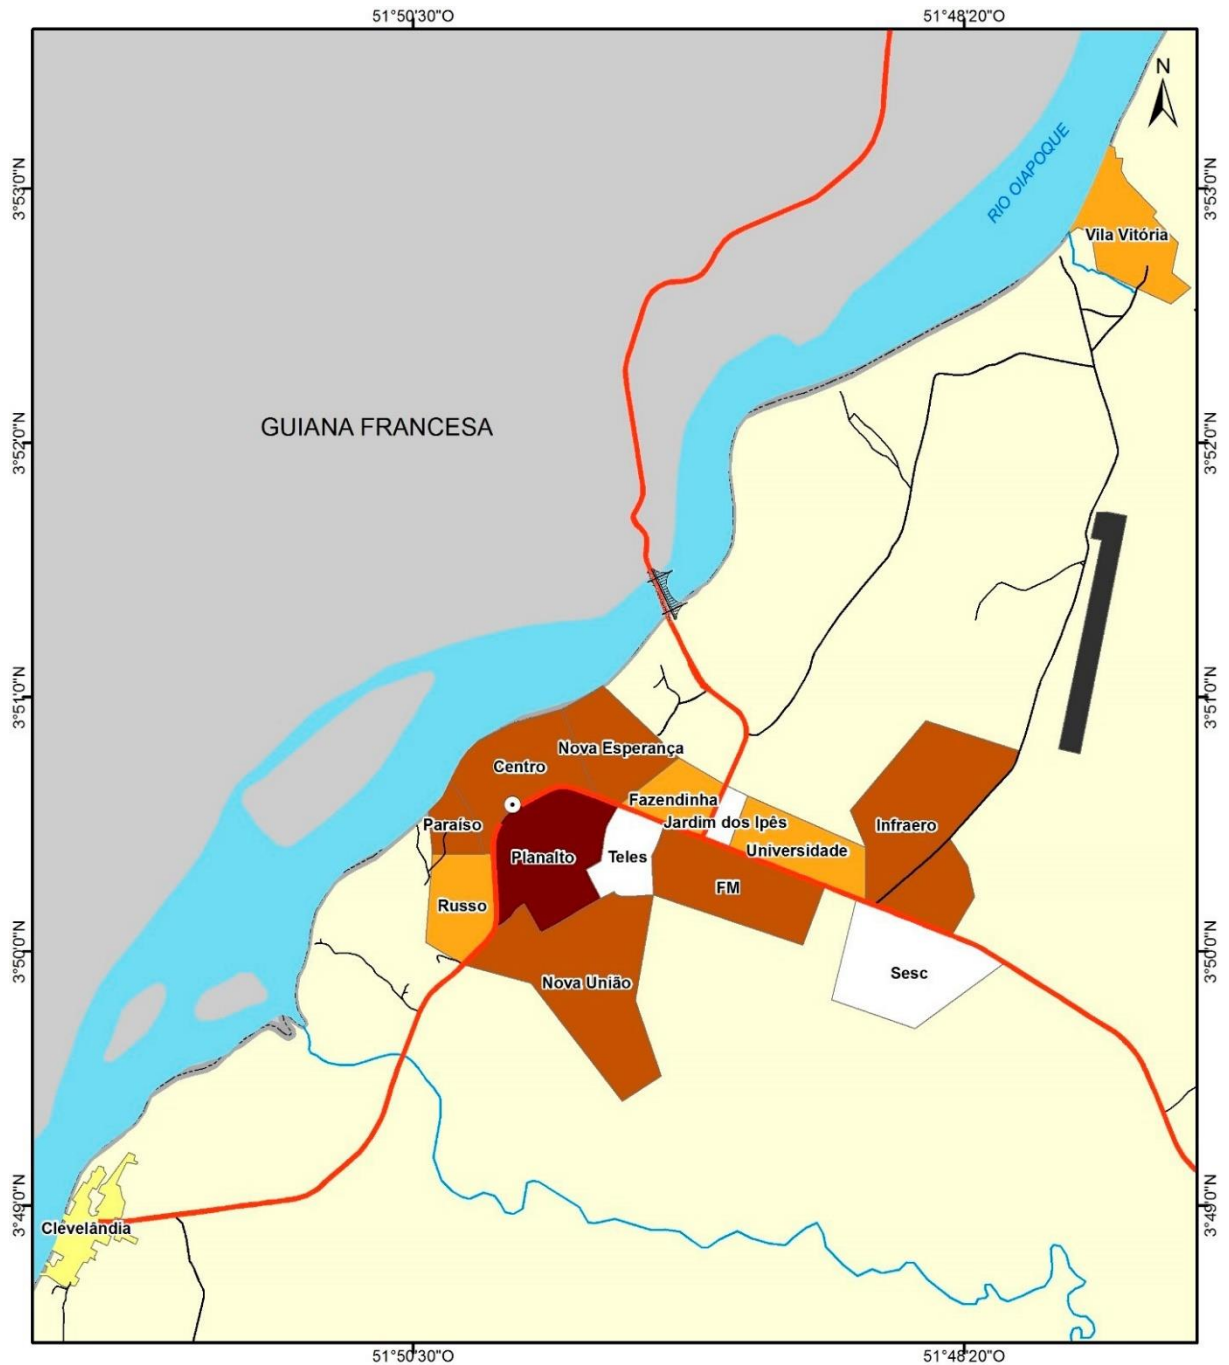 51°50'30"O
51°48'20"O
N
3°53'0"N
3°53'0"N
RIO OIAPOQUE
Vila Vitória
GUIANA FRANCESA
3°52'0"N
3°52'0"N
3°51'0"N
3°51'0"N
Nova Esperança
Centro
Fazendinha
Paraíso
Jardim dos Ipês
Infraero
Planalto
Teles
Universidade
FM
Russo
3°50'0"N
3°50'0"N
Sesc
Nova União
3°49'0"N
3°49'0"N
Clevelândia
51°50'30"O
51°48'20"O